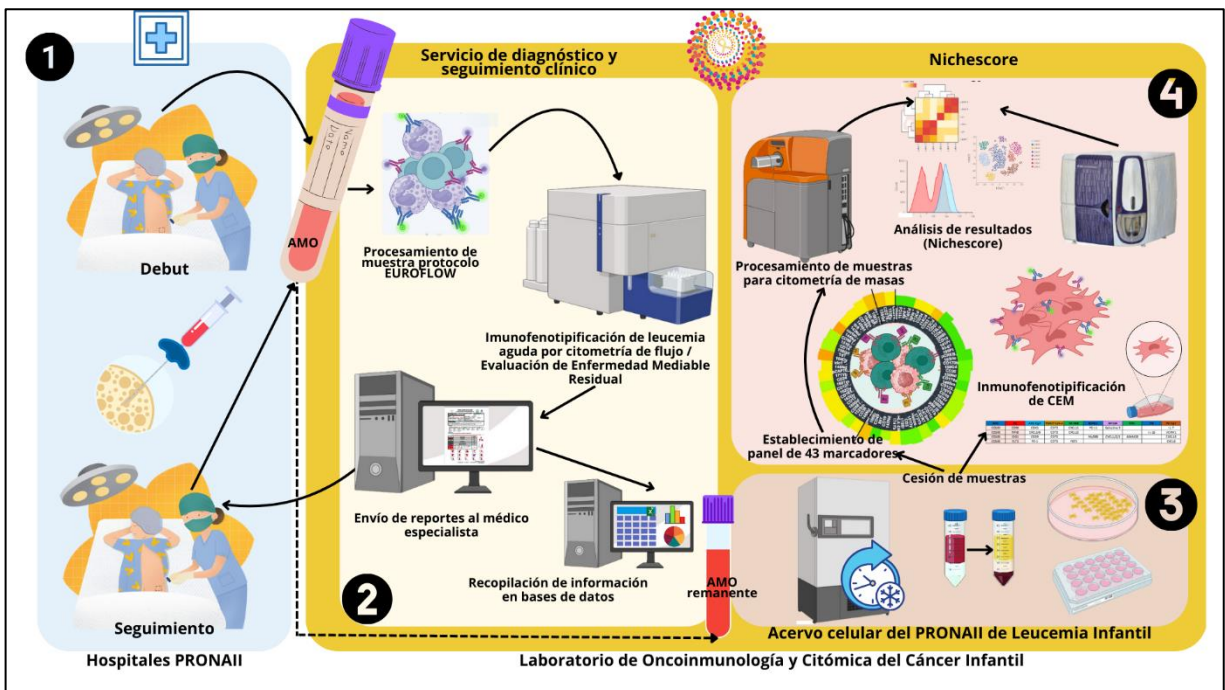 1
Debut
Seguimiento
Hospitales PRONAII
Name
Date
AMO
Servicio de diagnóstico y
seguimiento clínico
Procesamiento de
muestra protocolo
EUROFLOW
Imunofenotipificación de leucemia
aguda por citometría de flujo /
Evaluación de Enfermedad Mediable
Residual
Envío de reportes al médico
especialista
Recopilación de información
en bases de datos
2
AMO
remanente
Nichescore
4
Análisis de resultados
(Nichescore)
Procesamiento de muestras
para citometría de masas
Inmunofenotipificación
de CEM
Establecimiento de
panel de 43 marcadores
Cesión de muestras
3
Acervo celular del PRONAII de Leucemia Infantil
Laboratorio de Oncoinmunología y Citómica del Cáncer Infantil